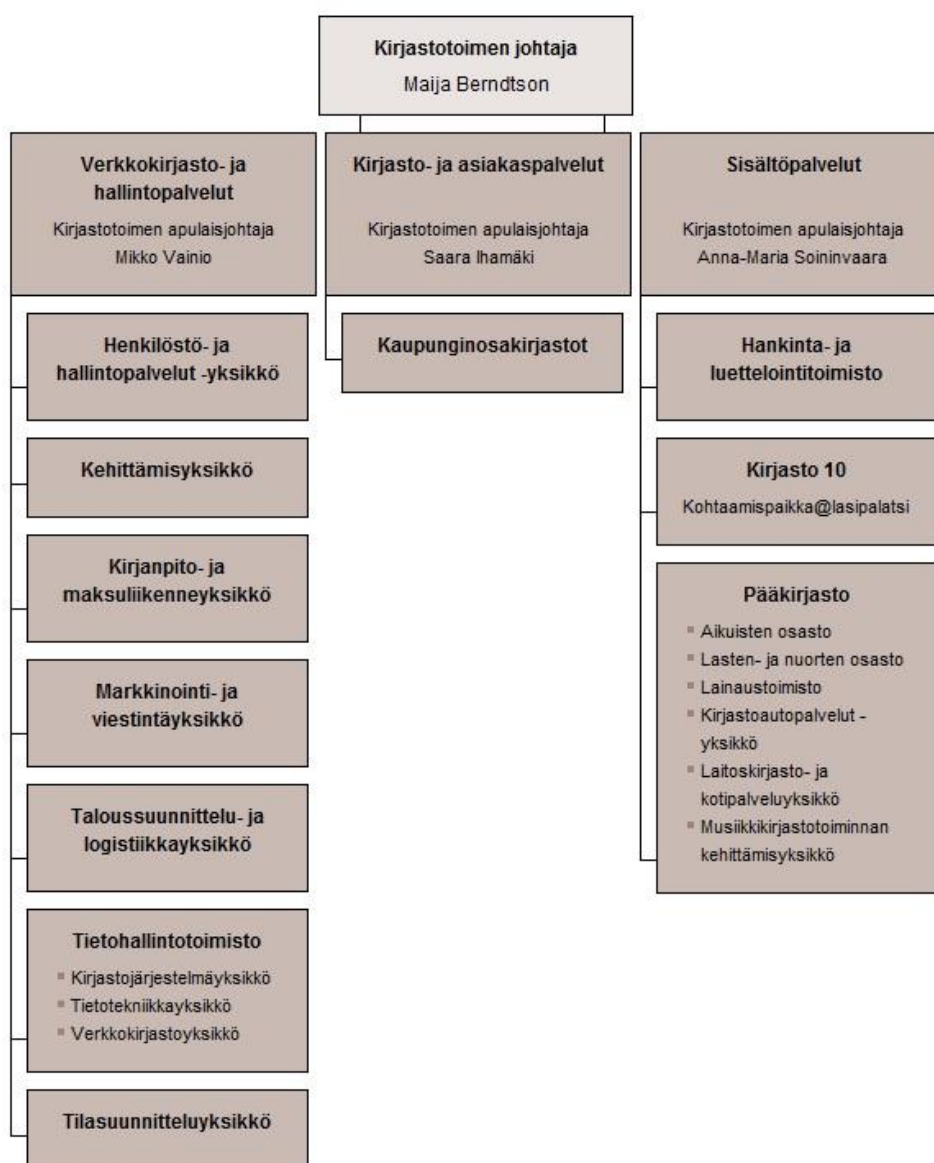 Kirjastotoimen johtaja
Maija Berndtson
Verkkokirjasto- ja
hallintopalvelut
Kirjastotoimen apulaisjohtaja
Mikko Vainio
Henkilöstö- ja
hallintopalvelut -yksikkö
Kehittämisyksikkö
Kirjanpito- ja
maksuliikenneyksikkö
Markkinointi- ja
viestintäyksikkö
Taloussuunnittelu- ja
logistiikkayksikkö
Tietohallintotoimisto
▪ Kirjastojärjestelmäyksikkö
▪ Tietotekniikkayksikkö
▪ Verkkokirjastoyksikkö
Tilasuunnitteluyksikkö
Kirjasto- ja asiakaspalvelut
Kirjastotoimen apulaisjohtaja
Saara Ihamäki
Kaupunginosakirjastot
Sisältöpalvelut
Kirjastotoimen apulaisjohtaja
Anna-Maria Soininvaara
Hankinta- ja
luettelointitoimisto
Kirjasto 10
Kohtaamispaikka@lasipalatsi
Pääkirjasto
▪ Aikuisten osasto
▪ Lasten- ja nuorten osasto
▪ Lainaustoimisto
▪ Kirjastoautopalvelut -
yksikkö
▪ Laitoskirjasto- ja
kotipalveluyksikkö
▪ Musiikkikirjastotoiminnan
kehittämisyksikkö